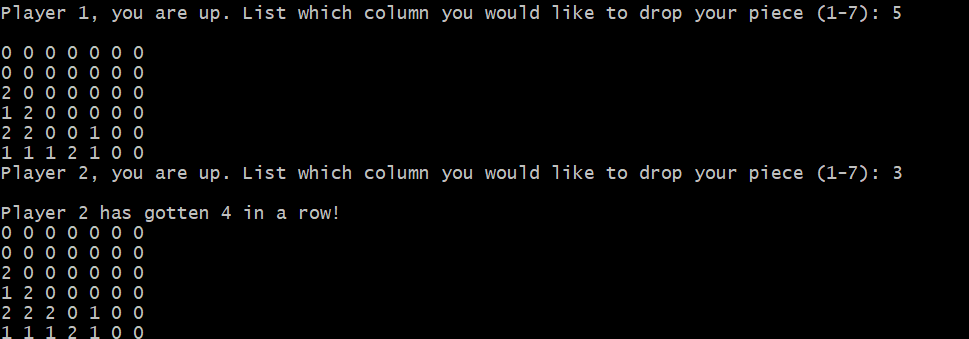 Player 1, you are up. List which column you would like to drop your piece (1-7): 5
0 0 0 0 0 0 0
0 0 0 0 0 0 0
2 0 0 0 0 0 0
1 2 0 0 0 0 0
2 2 0 0 1 0 0
1 1 1 2 1 0 0
Player 2, you are up. List which column you would like to drop your piece (1-7): 3
Player 2 has gotten 4 in a row!
0 0 0 0 0 0 0
0 0 0 0 0 0 0
2 0 0 0 0 0 0
1 2 0 0 0 0 0
2 2 2 0 1 0 0
1 1 1 2 1 0 0